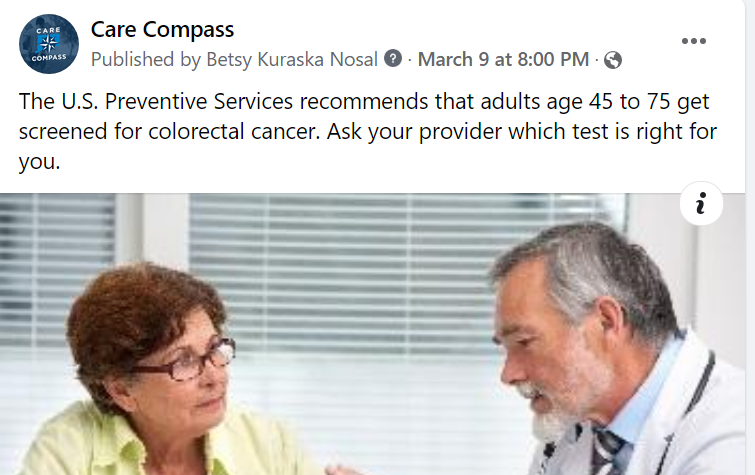 CARE
COMPASS
Care Compass
Published by Betsy Kuraska Nosal ? · March 9 at 8:00 PM ·
The U.S. Preventive Services recommends that adults age 45 to 75 get
screened for colorectal cancer. Ask your provider which test is right for
you.
i